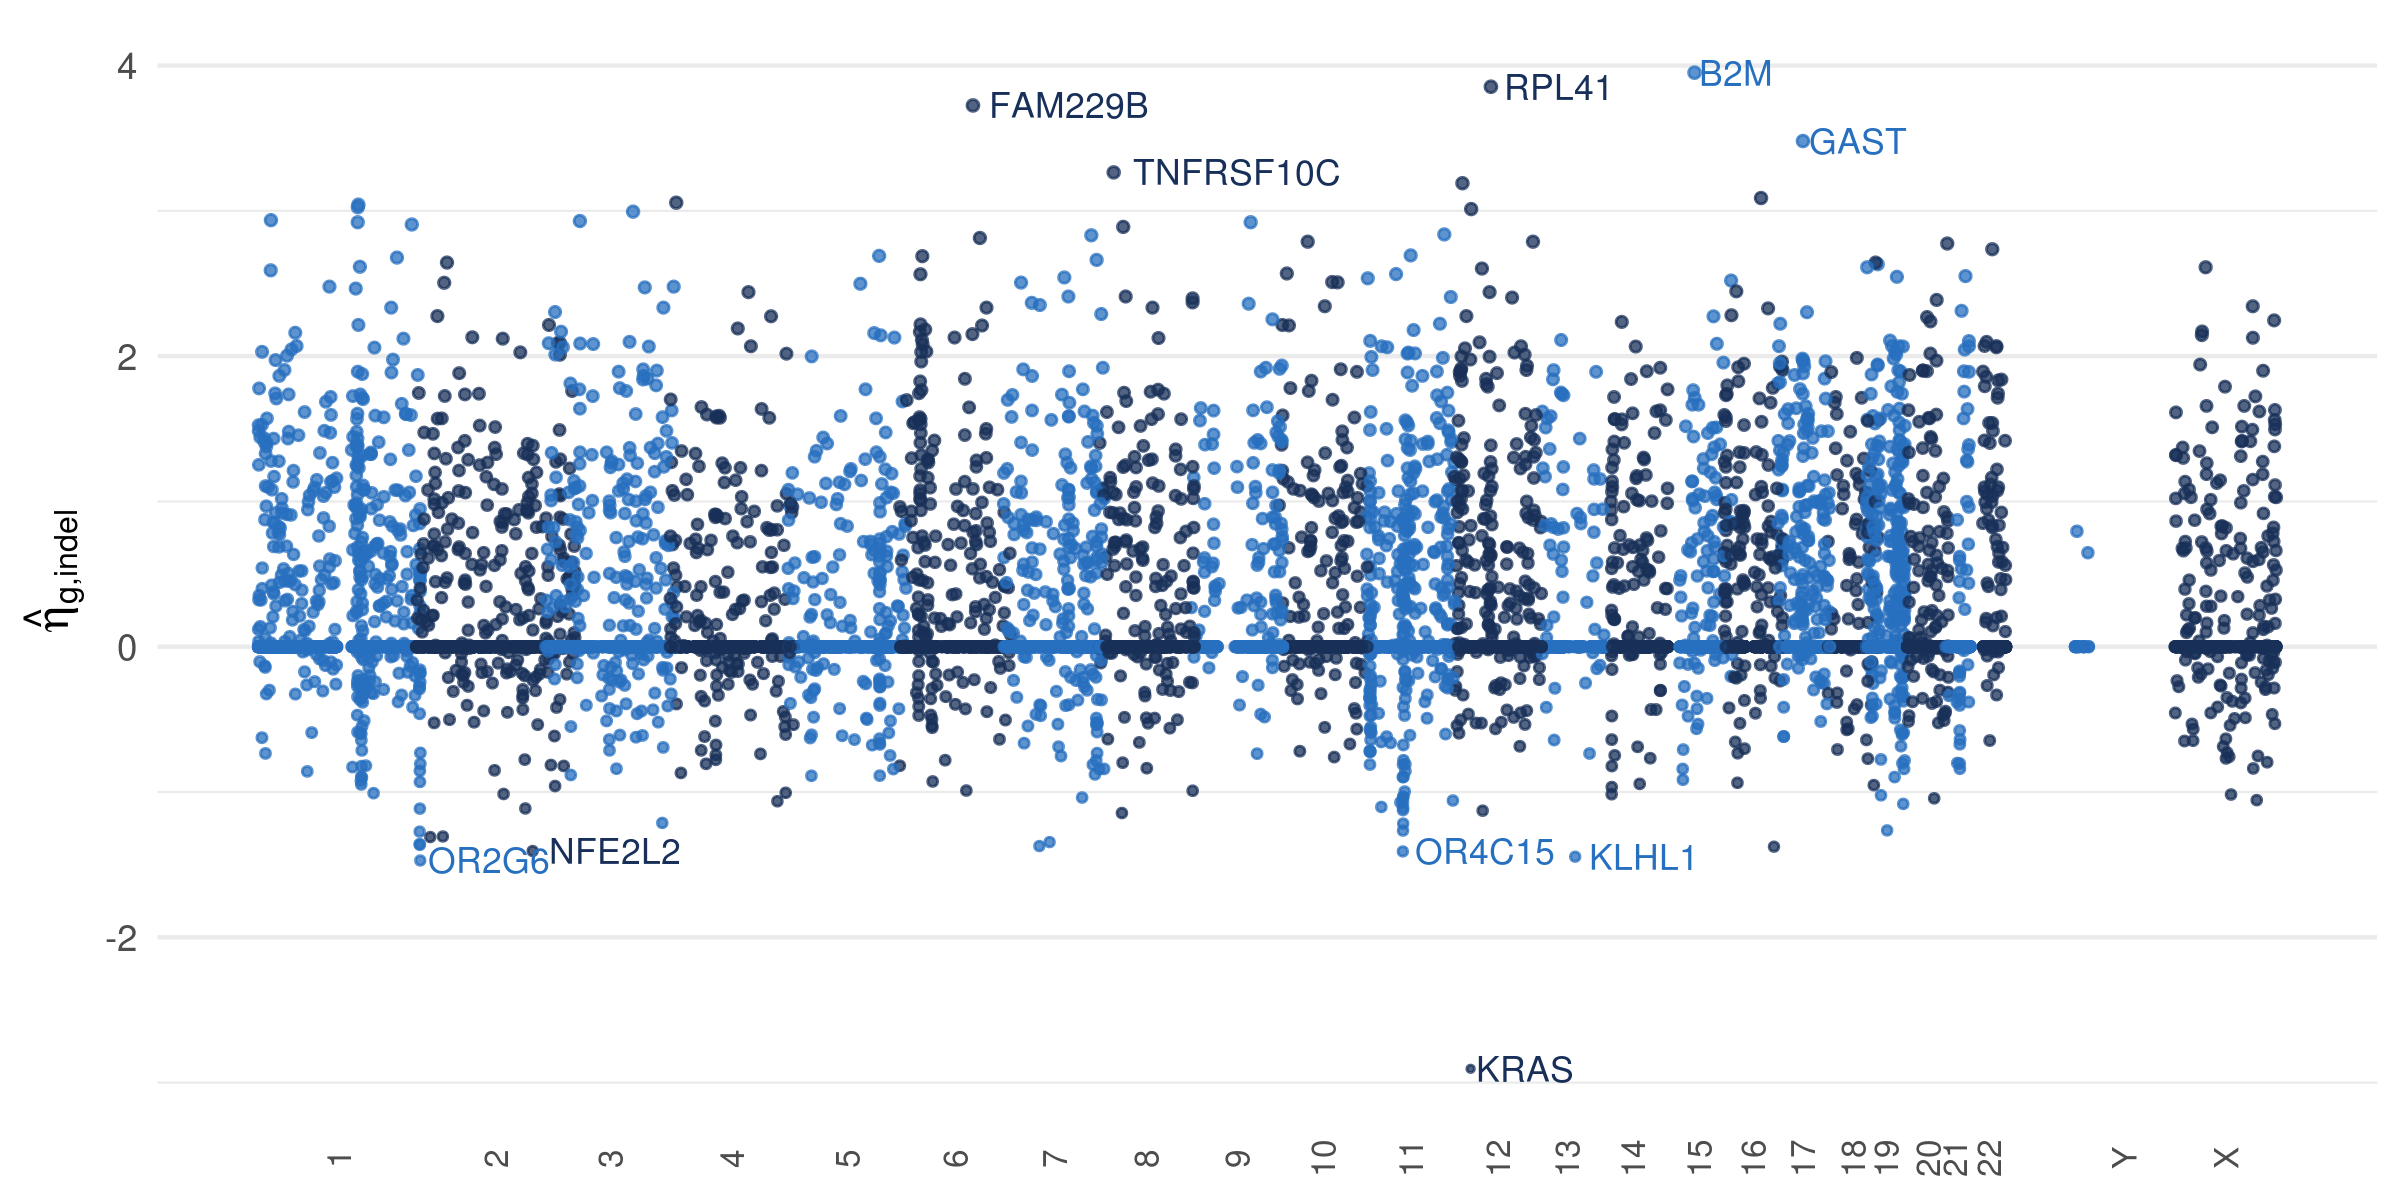 4
B2M
RPL41
FAM229B
GAST
TNFRSF10C
2
η̂g,indel
0
OR2G6
NFE2L2
OR4C15
KLHL1
-2
KRAS
1 2 3 4 5 6 7 8 9 10 11 12 13 14 15 16 17 18 19 20 21 22 Y X